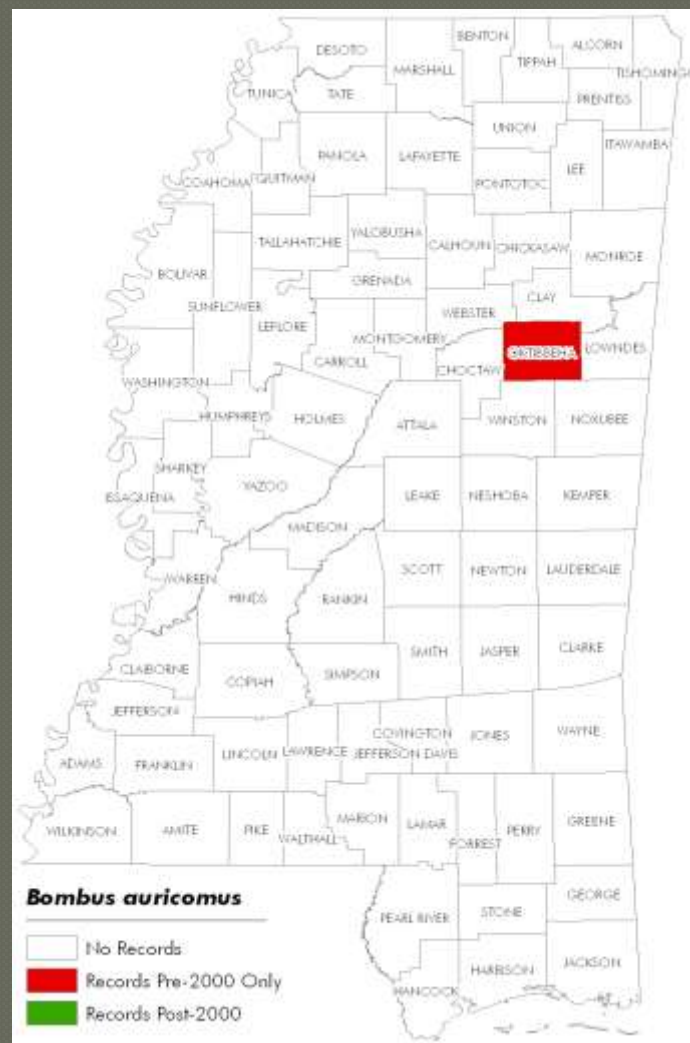 BENTON
DESOTO
ALCORN
MARSHALL
TIPPAH
TISHOMINGO
TUNICA
TATE
PRENTISS
UNION
ITAWAMBA
PANOLA
LAFAYETTE
LEE
COAHOMA
QUITMAN
PONTOTOC
YALOBUSHA
TALLAHATCHIE
CALHOUN
CHICKASAW
MONROE
BOLIVAR
GRENADA
CLAY
SUNFLOWER
WEBSTER
LEFLORE
MONTGOMERY
OKTIBBEHA
LOWNDES
CARROLL
CHOCTAW
WASHINGTON
HUMPHREYS
HOLMES
ATTALA
WINSTON
NOXUBEE
SHARKEY
YAZOO
ISSAQUENA
LEAKE
NESHOBA
KEMPER
MADISON
WARREN
SCOTT
NEWTON
LAUDERDALE
HINDS
RANKIN
SMITH
JASPER
CLARKE
CLAIBORNE
SIMPSON
COPIAH
JEFFERSON
COVINGTON
JONES
WAYNE
LINCOLN
LAWRENCE
JEFFERSON DAVIS
ADAMS
FRANKLIN
MARION
LAMAR
GREENE
WILKINSON
AMITE
PIKE
WALTHALL
FORREST
PERRY
Bombus auricomus
GEORGE
PEARL RIVER
STONE
No Records
JACKSON
HARRISON
Records Pre-2000 Only
HANCOCK
Records Post-2000